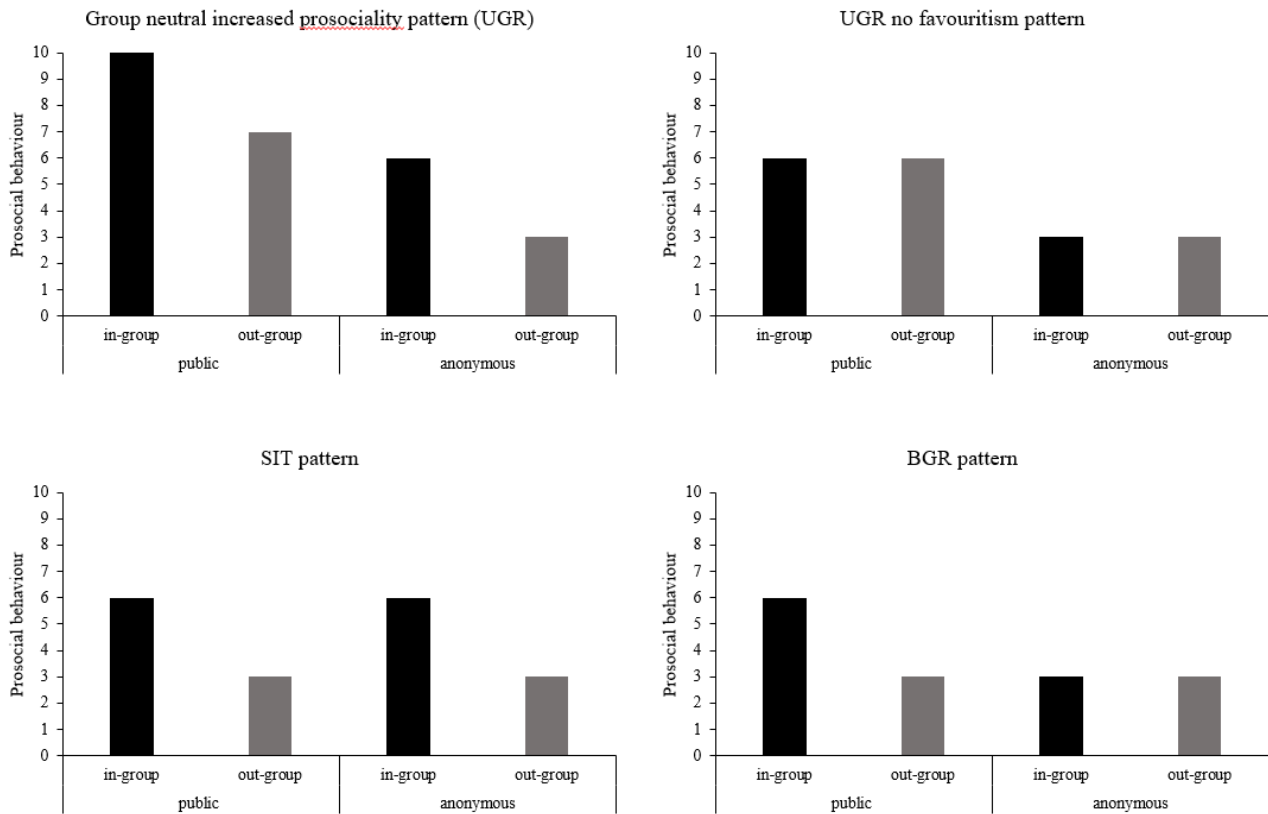 Group neutral increased prosociality pattern (UGR)
10
9
8
7
6
5
4
3
2
1
0
Prosocial behaviour
in-group out-group in-group out-group
public anonymous
UGR no favouritism pattern
10
9
8
7
6
5
4
3
2
1
0
Prosocial behaviour
in-group out-group in-group out-group
public anonymous
SIT pattern
10
9
8
7
6
5
4
3
2
1
0
Prosocial behaviour
in-group out-group in-group out-group
public anonymous
BGR pattern
10
9
8
7
6
5
4
3
2
1
0
Prosocial behaviour
in-group out-group in-group out-group
public anonymous